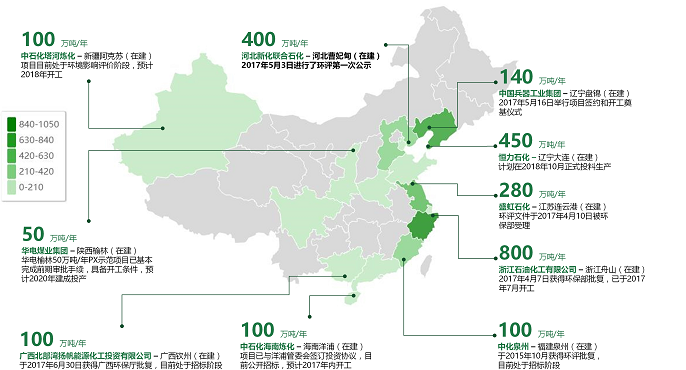 100 万吨/年
中石化塔河炼化 – 新疆阿克苏（在建）
项目目前处于环境影响评价阶段，预计
2018年开工
400 万吨/年
河北新化联合石化 – 河北曹妃甸（在建）
2017年5月3日进行了环评第一次公示
140 万吨/年
中国兵器工业集团 – 辽宁盘锦（在建）
2017年5月16日举行项目签约和开工奠
基仪式
840-1050
630-840
420-630
210-420
0-210
450 万吨/年
恒力石化 – 辽宁大连（在建）
计划在2018年10月正式投料生产
280 万吨/年
盛虹石化 – 江苏连云港（在建）
环评文件于2017年4月10日被环
保部受理
50 万吨/年
华电煤业集团 – 陕西榆林（在建）
华电榆林50万吨/年PX示范项目已基本
完成前期审批手续，具备开工条件，预
计2020年建成投产
800 万吨/年
浙江石油化工有限公司 – 浙江舟山（在建）
2017年4月7日获得环保部批复，已于2017
年7月开工
100 万吨/年
广西北部湾扬帆能源化工投资有限公司 – 广西钦州（在建）
于2017年6月30日获得广西环保厅批复，目前处于招标阶段
100 万吨/年
中石化海南炼化 – 海南洋浦（在建）
项目已与洋浦管委会签订投资协议，目
前公开招标，预计2017年内开工
100 万吨/年
中化泉州 – 福建泉州（在建）
于2015年10月获得环评批复，
目前处于招标阶段